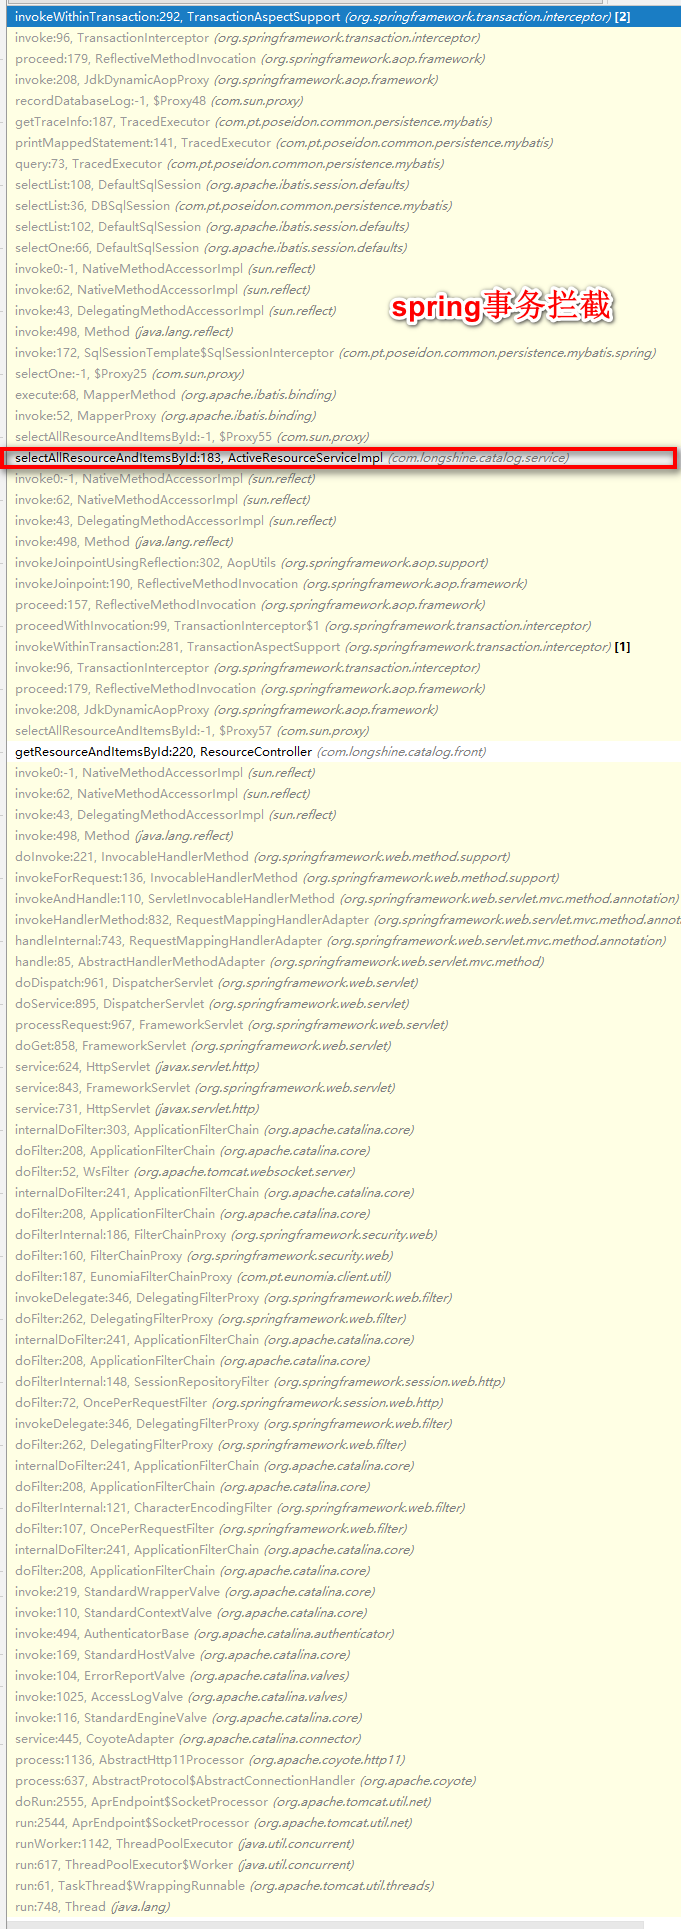 invokeWithinTransaction:292, TransactionAspectSupport (org.springframework.transaction.interceptor) [2]
invoke:96, TransactionInterceptor (org.springframework.transaction.interceptor)
proceed:179, ReflectiveMethodInvocation (org.springframework.aop.framework)
invoke:208, JdkDynamicAopProxy (org.springframework.aop.framework)
recordDatabaseLog:-1, $Proxy48 (com.sun.proxy)
getTraceInfo:187, TracedExecutor (com.pt.poseidon.common.persistence.mybatis)
printMappedStatement:141, TracedExecutor (com.pt.poseidon.common.persistence.mybatis)
query:73, TracedExecutor (com.pt.poseidon.common.persistence.mybatis)
selectList:108, DefaultSqlSession (org.apache.ibatis.session.defaults)
selectList:36, DBSqlSession (com.pt.poseidon.common.persistence.mybatis)
selectList:102, DefaultSqlSession (org.apache.ibatis.session.defaults)
selectOne:66, DefaultSqlSession (org.apache.ibatis.session.defaults)
invoke0:-1, NativeMethodAccessorImpl (sun.reflect)
invoke:62, NativeMethodAccessorImpl (sun.reflect)
spring事务拦截
invoke:43, DelegatingMethodAccessorImpl (sun.reflect)
invoke:498, Method (java.lang.reflect)
invoke:172, SqlSessionTemplate$SqlSessionInterceptor (com.pt.poseidon.common.persistence.mybatis.spring)
selectOne:-1, $Proxy25 (com.sun.proxy)
execute:68, MapperMethod (org.apache.ibatis.binding)
invoke:52, MapperProxy (org.apache.ibatis.binding)
selectAllResourceAndItemsById:-1, $Proxy55 (com.sun.proxy)
selectAllResourceAndItemsById:183, ActiveResourceServiceImpl (com.longshine.catalog.service)
invoke0:-1, NativeMethodAccessorImpl (sun.reflect)
invoke:62, NativeMethodAccessorImpl (sun.reflect)
invoke:43, DelegatingMethodAccessorImpl (sun.reflect)
invoke:498, Method (java.lang.reflect)
invokeJoinpointUsingReflection:302, AopUtils (org.springframework.aop.support)
invokeJoinpoint:190, ReflectiveMethodInvocation (org.springframework.aop.framework)
proceed:157, ReflectiveMethodInvocation (org.springframework.aop.framework)
proceedWithInvocation:99, TransactionInterceptor$1 (org.springframework.transaction.interceptor)
invokeWithinTransaction:281, TransactionAspectSupport (org.springframework.transaction.interceptor) [1]
invoke:96, TransactionInterceptor (org.springframework.transaction.interceptor)
proceed:179, ReflectiveMethodInvocation (org.springframework.aop.framework)
invoke:208, JdkDynamicAopProxy (org.springframework.aop.framework)
selectAllResourceAndItemsById:-1, $Proxy57 (com.sun.proxy)
getResourceAndItemsById:220, ResourceController (com.longshine.catalog.front)
invoke0:-1, NativeMethodAccessorImpl (sun.reflect)
invoke:62, NativeMethodAccessorImpl (sun.reflect)
invoke:43, DelegatingMethodAccessorImpl (sun.reflect)
invoke:498, Method (java.lang.reflect)
doInvoke:221, InvocableHandlerMethod (org.springframework.web.method.support)
invokeForRequest:136, InvocableHandlerMethod (org.springframework.web.method.support)
invokeAndHandle:110, ServletInvocableHandlerMethod (org.springframework.web.servlet.mvc.method.annotation)
invokeHandlerMethod:832, RequestMappingHandlerAdapter (org.springframework.web.servlet.mvc.method.annota
handleInternal:743, RequestMappingHandlerAdapter (org.springframework.web.servlet.mvc.method.annotation)
handle:85, AbstractHandlerMethodAdapter (org.springframework.web.servlet.mvc.method)
doDispatch:961, DispatcherServlet (org.springframework.web.servlet)
doService:895, DispatcherServlet (org.springframework.web.servlet)
processRequest:967, FrameworkServlet (org.springframework.web.servlet)
doGet:858, FrameworkServlet (org.springframework.web.servlet)
service:624, HttpServlet (javax.servlet.http)
service:843, FrameworkServlet (org.springframework.web.servlet)
service:731, HttpServlet (javax.servlet.http)
internalDoFilter:303, ApplicationFilterChain (org.apache.catalina.core)
doFilter:208, ApplicationFilterChain (org.apache.catalina.core)
doFilter:52, WsFilter (org.apache.tomcat.websocket.server)
internalDoFilter:241, ApplicationFilterChain (org.apache.catalina.core)
doFilter:208, ApplicationFilterChain (org.apache.catalina.core)
doFilterInternal:186, FilterChainProxy (org.springframework.security.web)
doFilter:160, FilterChainProxy (org.springframework.security.web)
doFilter:187, EunomiaFilterChainProxy (com.pt.eunomia.client.util)
invokeDelegate:346, DelegatingFilterProxy (org.springframework.web.filter)
doFilter:262, DelegatingFilterProxy (org.springframework.web.filter)
internalDoFilter:241, ApplicationFilterChain (org.apache.catalina.core)
doFilter:208, ApplicationFilterChain (org.apache.catalina.core)
doFilterInternal:148, SessionRepositoryFilter (org.springframework.session.web.http)
doFilter:72, OncePerRequestFilter (org.springframework.session.web.http)
invokeDelegate:346, DelegatingFilterProxy (org.springframework.web.filter)
doFilter:262, DelegatingFilterProxy (org.springframework.web.filter)
internalDoFilter:241, ApplicationFilterChain (org.apache.catalina.core)
doFilter:208, ApplicationFilterChain (org.apache.catalina.core)
doFilterInternal:121, CharacterEncodingFilter (org.springframework.web.filter)
doFilter:107, OncePerRequestFilter (org.springframework.web.filter)
internalDoFilter:241, ApplicationFilterChain (org.apache.catalina.core)
doFilter:208, ApplicationFilterChain (org.apache.catalina.core)
invoke:219, StandardWrapperValve (org.apache.catalina.core)
invoke:110, StandardContextValve (org.apache.catalina.core)
invoke:494, AuthenticatorBase (org.apache.catalina.authenticator)
invoke:169, StandardHostValve (org.apache.catalina.core)
invoke:104, ErrorReportValve (org.apache.catalina.valves)
invoke:1025, AccessLogValve (org.apache.catalina.valves)
invoke:116, StandardEngineValve (org.apache.catalina.core)
service:445, CoyoteAdapter (org.apache.catalina.connector)
process:1136, AbstractHttp11Processor (org.apache.coyote.http11)
process:637, AbstractProtocol$AbstractConnectionHandler (org.apache.coyote)
doRun:2555, AprEndpoint$SocketProcessor (org.apache.tomcat.util.net)
run:2544, AprEndpoint$SocketProcessor (org.apache.tomcat.util.net)
runWorker:1142, ThreadPoolExecutor (java.util.concurrent)
run:617, ThreadPoolExecutor$Worker (java.util.concurrent)
run:61, TaskThread$WrappingRunnable (org.apache.tomcat.util.threads)
run:748, Thread (java.lang)